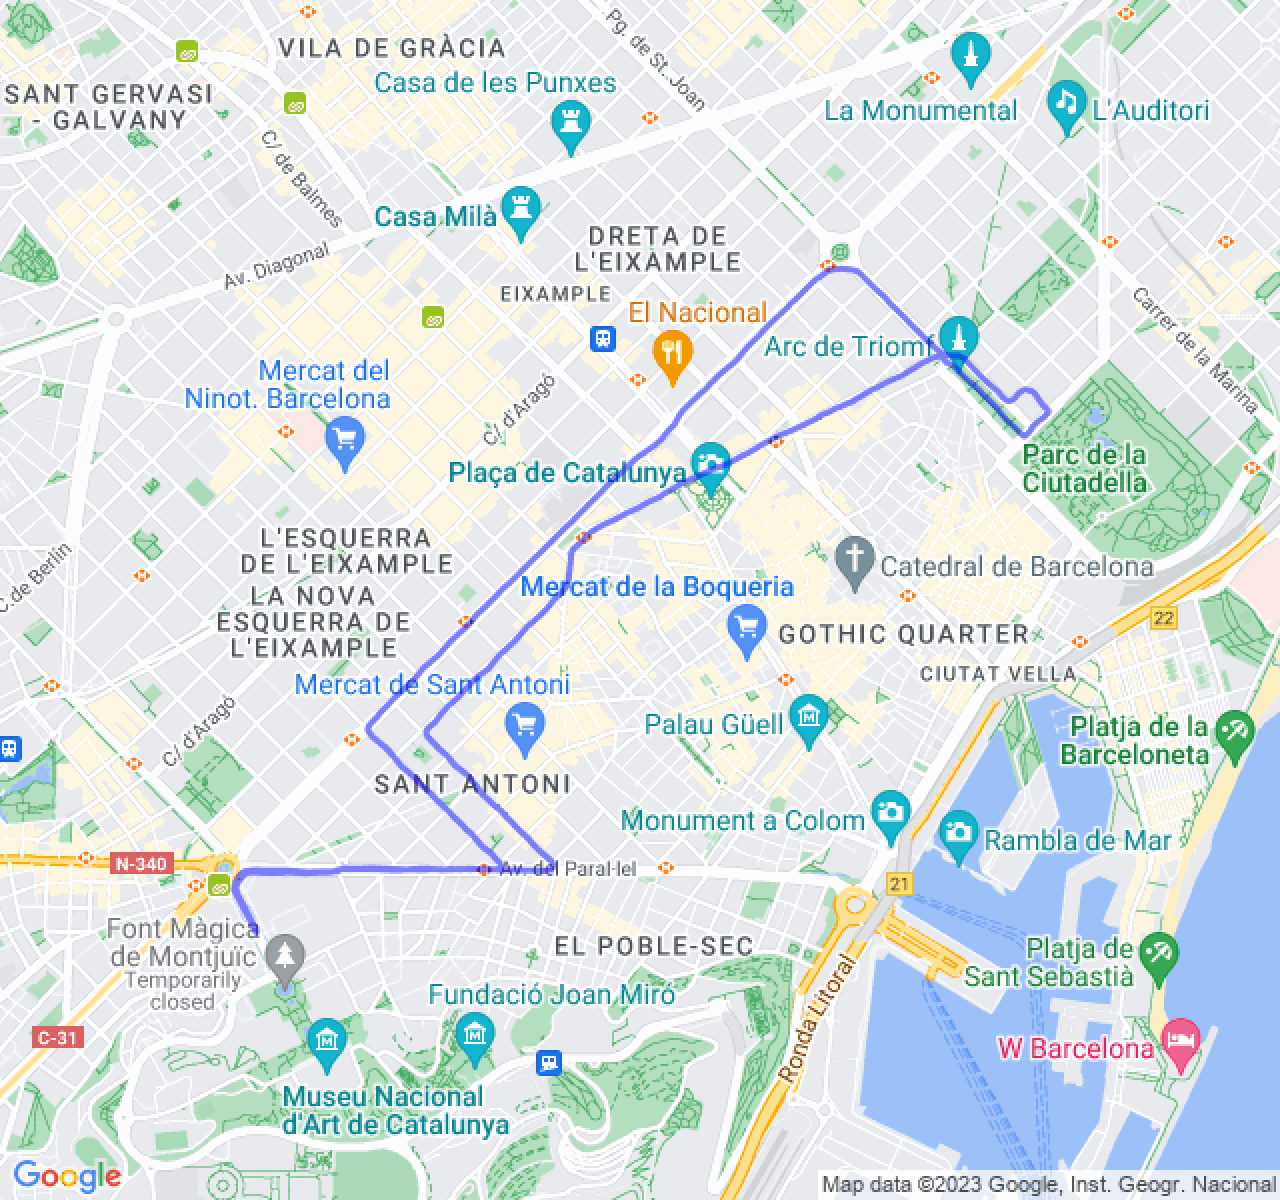 Pg. de St. Joan
VILA DE GRÀCIA
Casa de les Punxes
SANT GERVASI
- GALVANY
La Monumental
L'Auditori
C/ de Balmes
Casa Milà
Av. Diagonal
DRETA DE
L'EIXAMPLE
EIXAMPLE
El Nacional
Carrer de la Marina
Arc de Triomf
Mercat del
Ninot. Barcelona
C/ d'Aragó
Plaça de Catalunya
Parc de la
Ciutadella
L'ESQUERRA
DE L'EIXAMPLE
C. de Berlín
LA NOVA
ESQUERRA DE
L'EIXAMPLE
Mercat de la Boqueria
Catedral de Barcelona
22
GOTHIC QUARTER
CIUTAT VELLA
Mercat de Sant Antoni
C/ d'Aragó
Palau Güell
Platja de la
Barceloneta
SANT ANTONI
Monument a Colom
Rambla de Mar
N-340
Av. del Paral·lel
21
Font Màgica
de Montjuïc
Temporarily
closed
EL POBLE-SEC
Platja de
Sant Sebastià
Ronda Litoral
Fundació Joan Miró
C-31
W Barcelona
Museu Nacional
d'Art de Catalunya
Google
Map data ©2023 Google, Inst. Geogr. Nacional